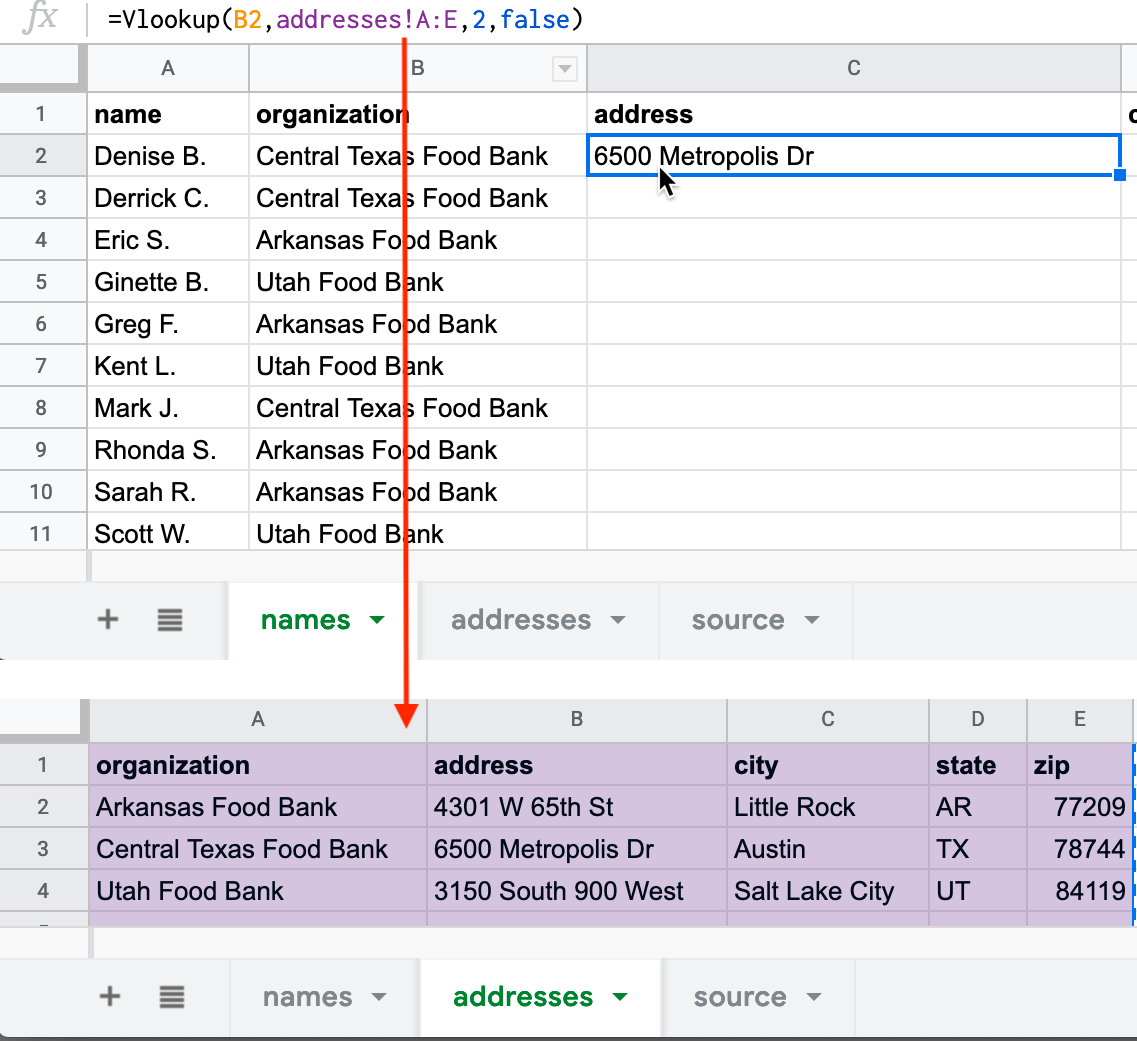 fx =Vlookup(B2,addresses!A:E,2,false)
A B C
1 name organization address
2 Denise B. Central Texas Food Bank 6500 Metropolis Dr
3 Derrick C. Central Texas Food Bank
4 Eric S. Arkansas Food Bank
5 Ginette B. Utah Food Bank
6 Greg F. Arkansas Food Bank
7 Kent L. Utah Food Bank
8 Mark J. Central Texas Food Bank
9 Rhonda S. Arkansas Food Bank
10 Sarah R. Arkansas Food Bank
11 Scott W. Utah Food Bank
+ names addresses source
A B C D E
1 organization address city state zip
2 Arkansas Food Bank 4301 W 65th St Little Rock AR 77209
3 Central Texas Food Bank 6500 Metropolis Dr Austin TX 78744
4 Utah Food Bank 3150 South 900 West Salt Lake City UT 84119
+ names addresses source